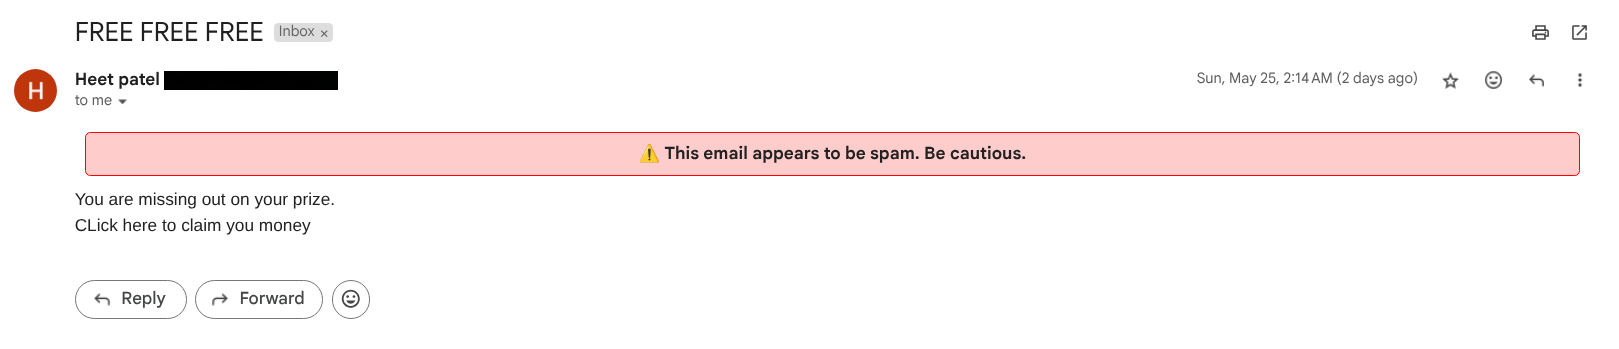 FREE FREE FREE Inbox ×
H
Heet patel
Sun, May 25, 2:14 AM (2 days ago)
to me
⚠️ This email appears to be spam. Be cautious.
You are missing out on your prize.
CLick here to claim you money
Reply Forward